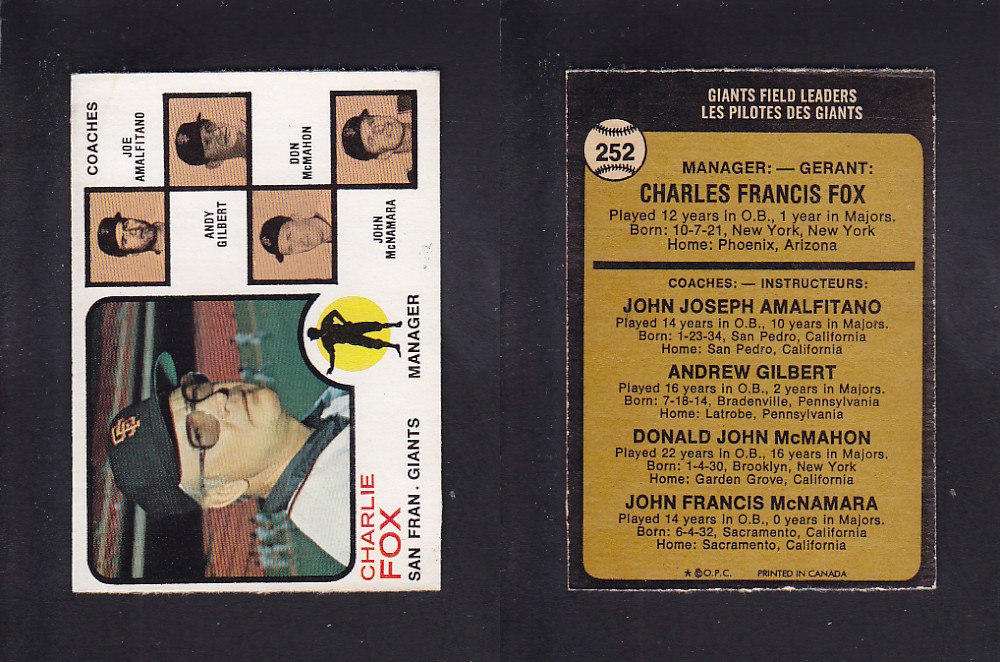 COACHES
JOE
AMALFITANO
DON
McMAHON
ANDY
GILBERT
JOHN
McNAMARA
SF
CHARLIE
FOX
SAN FRAN. GIANTS MANAGER
GIANTS FIELD LEADERS
LES PILOTES DES GIANTS
252
MANAGER: — GERANT:
CHARLES FRANCIS FOX
Played 12 years in O.B., 1 year in Majors.
Born: 10-7-21, New York, New York
Home: Phoenix, Arizona
COACHES: — INSTRUCTEURS:
JOHN JOSEPH AMALFITANO
Played 14 years in O.B., 10 years in Majors.
Born: 1-23-34, San Pedro, California
Home: San Pedro, California
ANDREW GILBERT
Played 16 years in O.B., 2 years in Majors.
Born: 7-18-14, Bradenville, Pennsylvania
Home: Latrobe, Pennsylvania
DONALD JOHN McMAHON
Played 22 years in O.B., 16 years in Majors.
Born: 1-4-30, Brooklyn, New York
Home: Garden Grove, California
JOHN FRANCIS McNAMARA
Played 14 years in O.B., 0 years in Majors.
Born: 6-4-32, Sacramento, California
Home: Sacramento, California
★ ©O.P.C. PRINTED IN CANADA